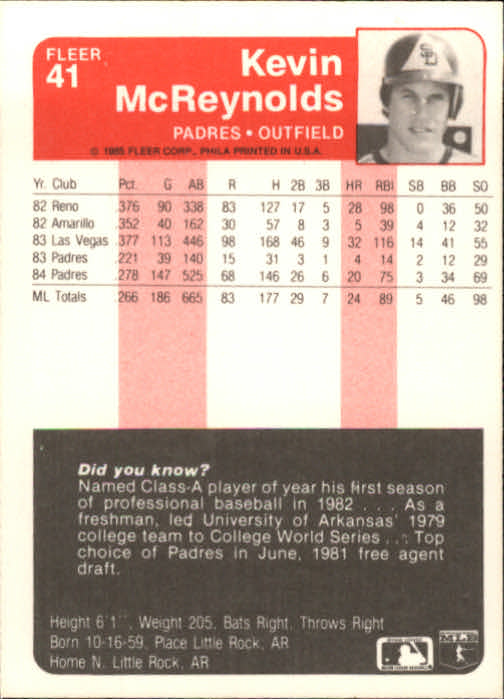 FLEER
41
Kevin
McReynolds
PADRES • OUTFIELD
© 1985 FLEER CORP., PHILA PRINTED IN U.S.A.
SD
Yr. Club Pct. G AB R H 2B 3B HR RBI SB BB SO
82 Reno .376 90 338 83 127 17 5 28 98 0 36 50
82 Amarillo .352 40 162 30 57 8 3 5 39 4 12 32
83 Las Vegas .377 113 446 98 168 46 9 32 116 14 41 55
83 Padres .221 39 140 15 31 3 1 4 14 2 12 29
84 Padres .278 147 525 68 146 26 6 20 75 3 34 69
ML Totals .266 186 665 83 177 29 7 24 89 5 46 98
Did you know?
Named Class-A player of year his first season
of professional baseball in 1982 . . . As a
freshman, led University of Arkansas' 1979
college team to College World Series . . . Top
choice of Padres in June, 1981 free agent
draft.
Height 6'1", Weight 205, Bats Right, Throws Right
Born 10-16-59, Place Little Rock, AR
Home N. Little Rock, AR